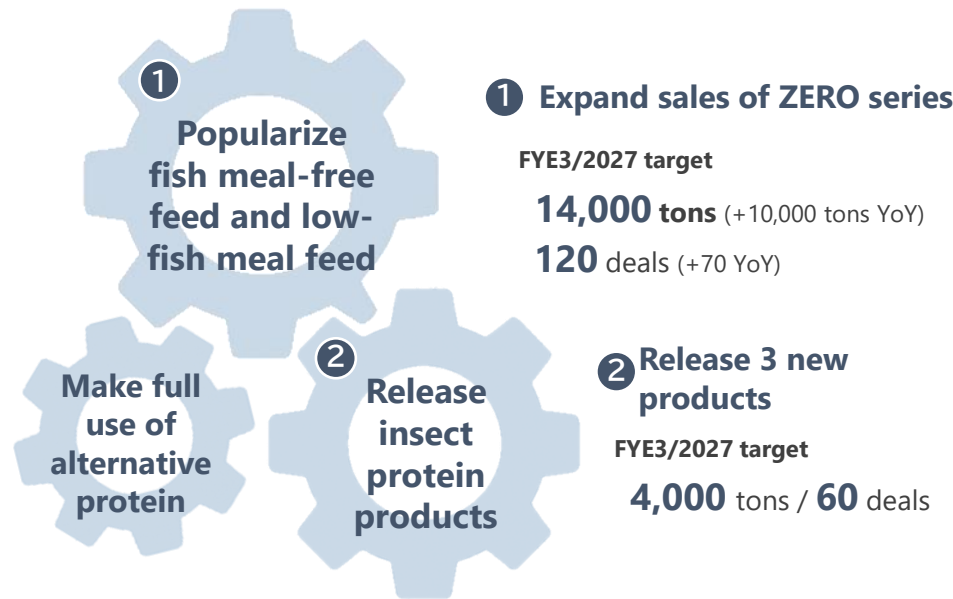 1
Popularize
fish meal-free
feed and low-
fish meal feed
1 Expand sales of ZERO series
FYE3/2027 target
14,000 tons (+10,000 tons YoY)
120 deals (+70 YoY)
Make full
use of
alternative
protein
2
Release
insect
protein
products
2 Release 3 new
products
FYE3/2027 target
4,000 tons / 60 deals